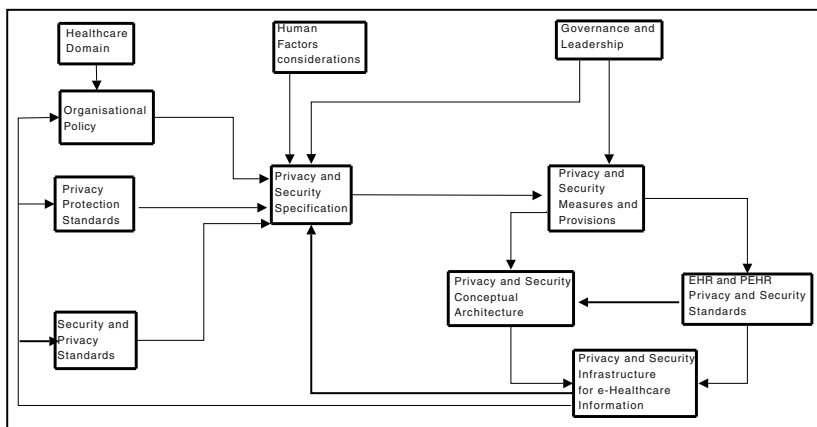 Healthcare
Domain
Human
Factors
considerations
Governance and
Leadership
Organisational
Policy
Privacy
Protection
Standards
Privacy and
Security
Specification
Privacy and
Security
Measures and
Provisions
Security and
Privacy
Standards
Privacy and Security
Conceptual
Architecture
EHR and PEHR
Privacy and Security
Standards
Privacy and Security
Infrastructure
for e-Healthcare
Information